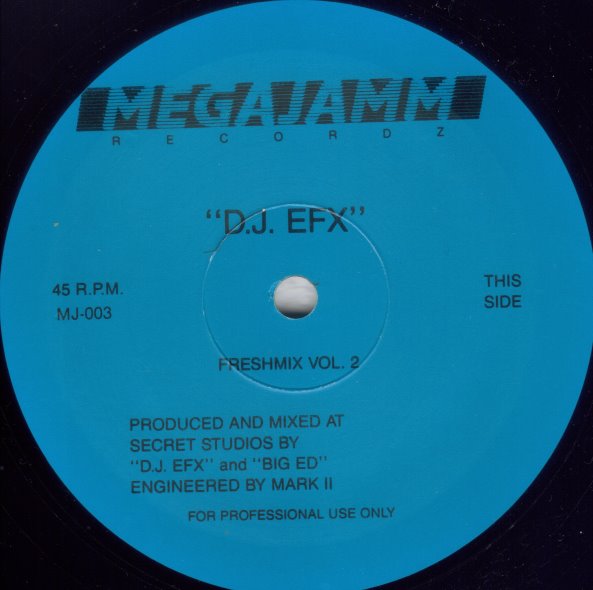 MEGAJAMM
RECORDZ
"D.J. EFX"
45 R.P.M.
MJ-003
THIS
SIDE
FRESHMIX VOL. 2
PRODUCED AND MIXED AT
SECRET STUDIOS BY
"D.J. EFX" and "BIG ED"
ENGINEERED BY MARK II
FOR PROFESSIONAL USE ONLY